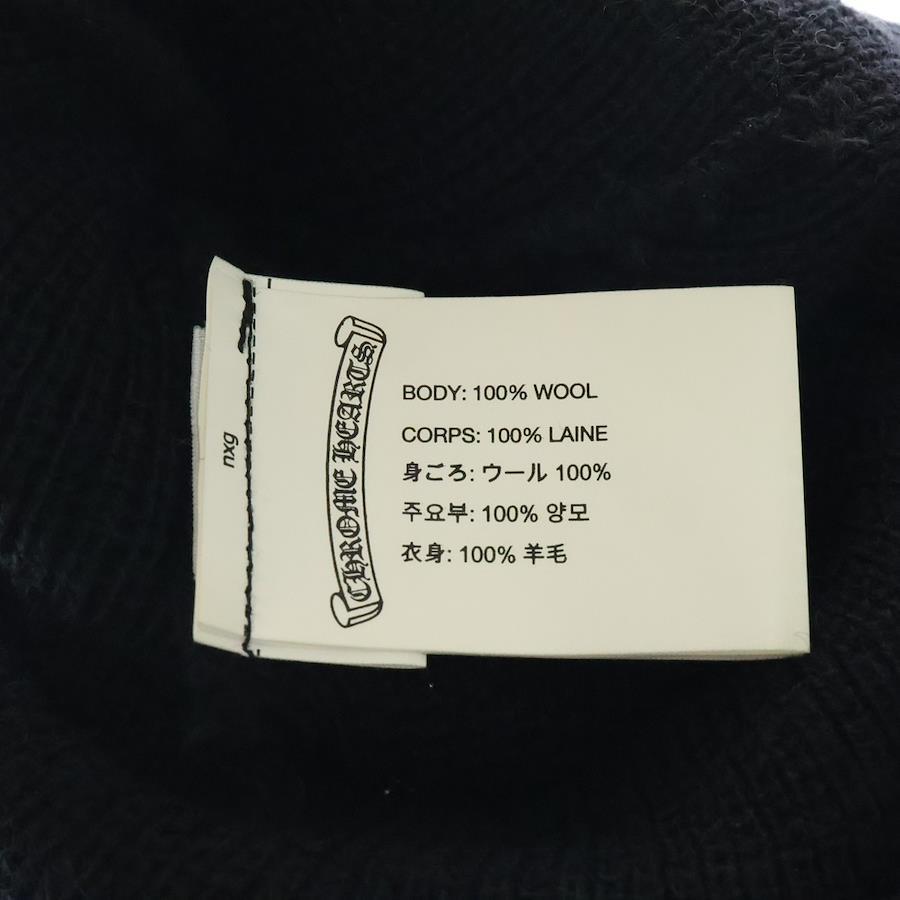 CHROME HEARTS
BODY: 100% WOOL
CORPS: 100% LAINE
身ごろ: ウール 100%
주요부: 100% 양모
衣身: 100% 羊毛
nxg